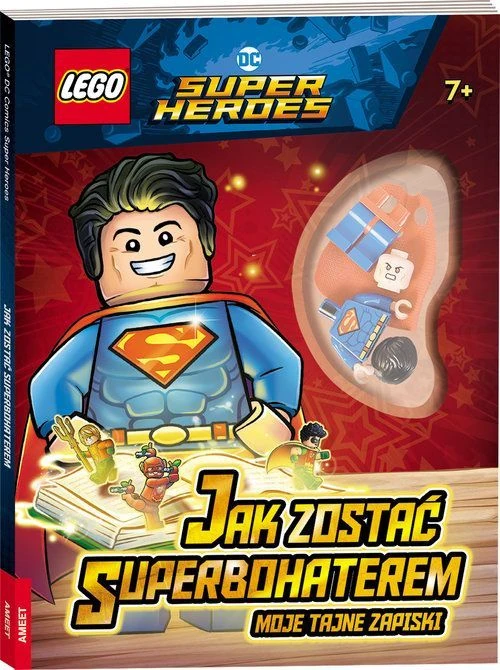 LEGO
DC
SUPER
HEROES
7+
JAK ZOSTAĆ
SUPERBOHATEREM
MOJE TAJNE ZAPISKI
LEGO® DC Comics Super Heroes
JAK ZOSTAĆ SUPERBOHATEREM
AMEET
AMEET